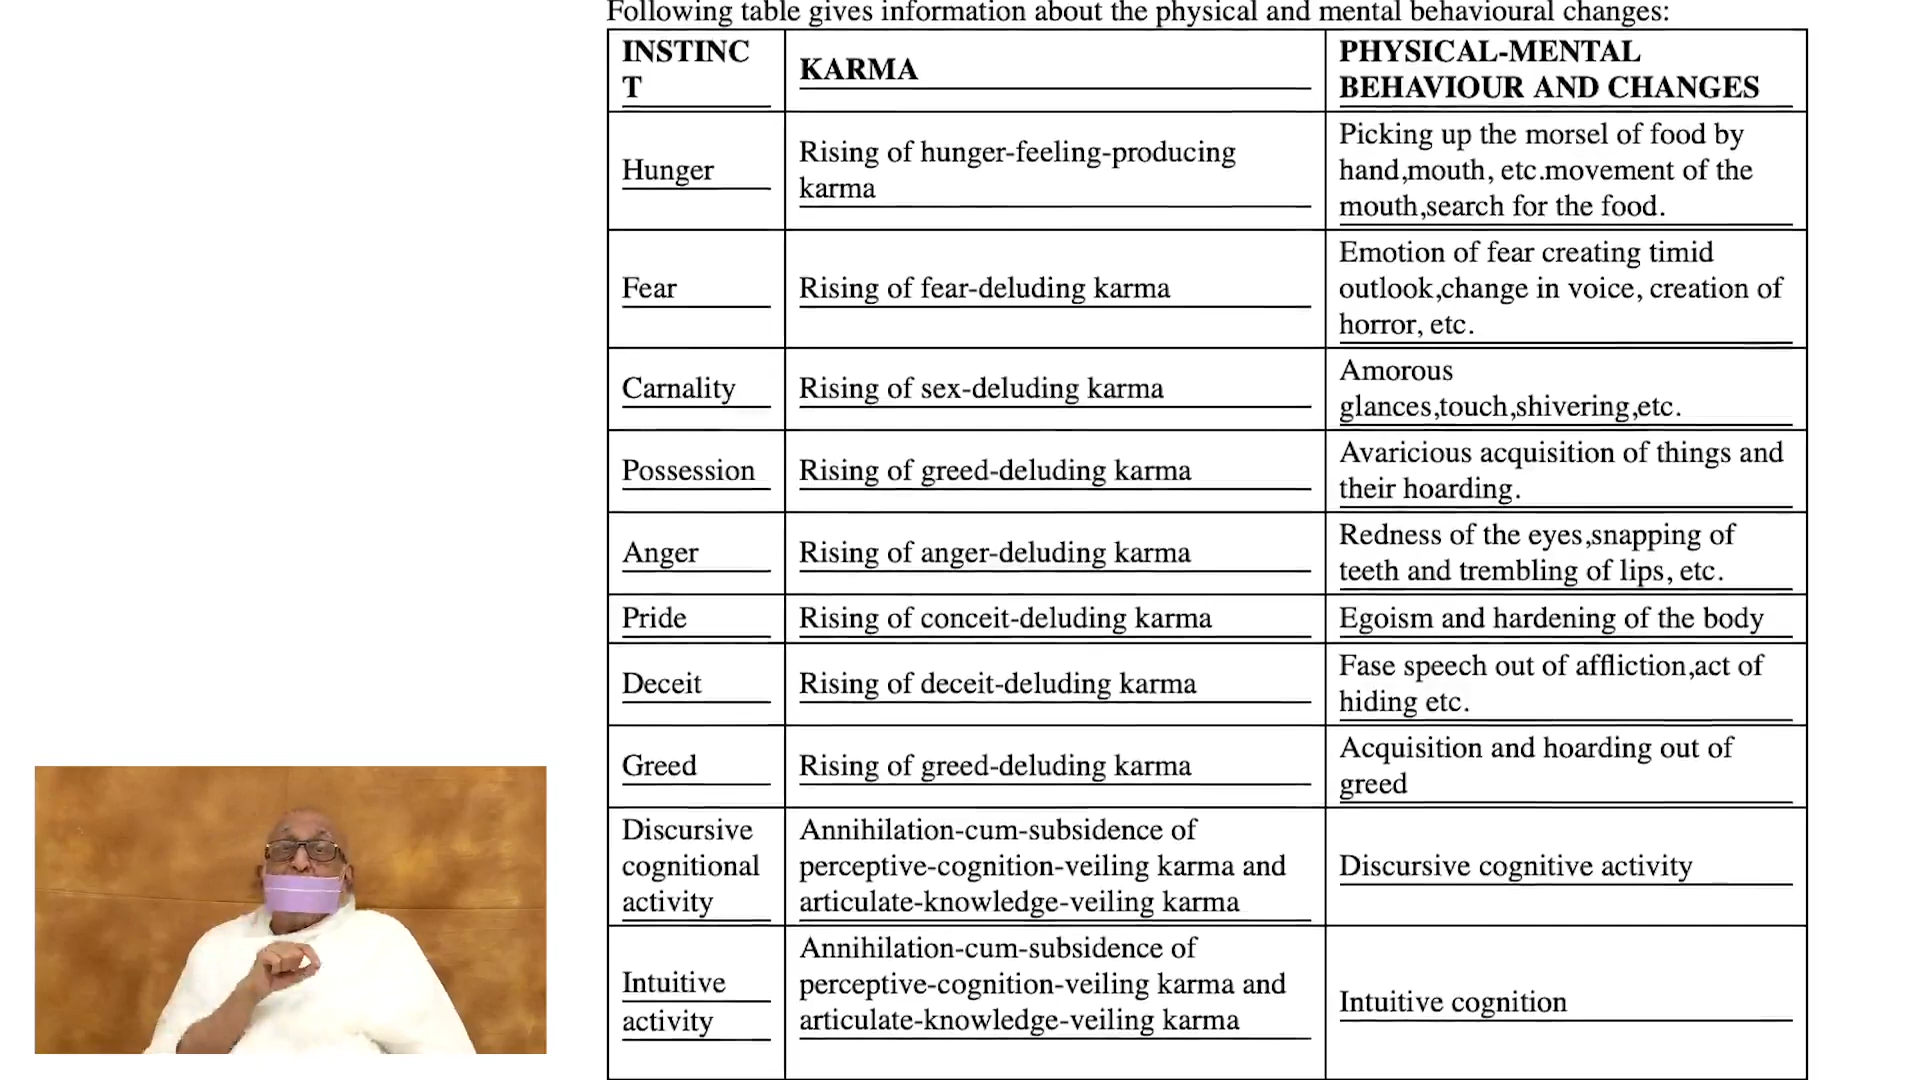 Following table gives information about the physical and mental behavioural changes:
INSTINC
T
KARMA
PHYSICAL-MENTAL
BEHAVIOUR AND CHANGES
Hunger
Rising of hunger-feeling-producing
karma
Picking up the morsel of food by
hand,mouth, etc.movement of the
mouth,search for the food.
Fear
Rising of fear-deluding karma
Emotion of fear creating timid
outlook,change in voice, creation of
horror, etc.
Carnality
Rising of sex-deluding karma
Amorous
glances,touch,shivering,etc.
Possession
Rising of greed-deluding karma
Avaricious acquisition of things and
their hoarding.
Anger
Rising of anger-deluding karma
Redness of the eyes,snapping of
teeth and trembling of lips, etc.
Pride
Rising of conceit-deluding karma
Egoism and hardening of the body
Deceit
Rising of deceit-deluding karma
Fase speech out of affliction,act of
hiding etc.
Greed
Rising of greed-deluding karma
Acquisition and hoarding out of
greed
Discursive
cognitional
activity
Annihilation-cum-subsidence of
perceptive-cognition-veiling karma and
articulate-knowledge-veiling karma
Discursive cognitive activity
Intuitive
activity
Annihilation-cum-subsidence of
perceptive-cognition-veiling karma and
articulate-knowledge-veiling karma
Intuitive cognition